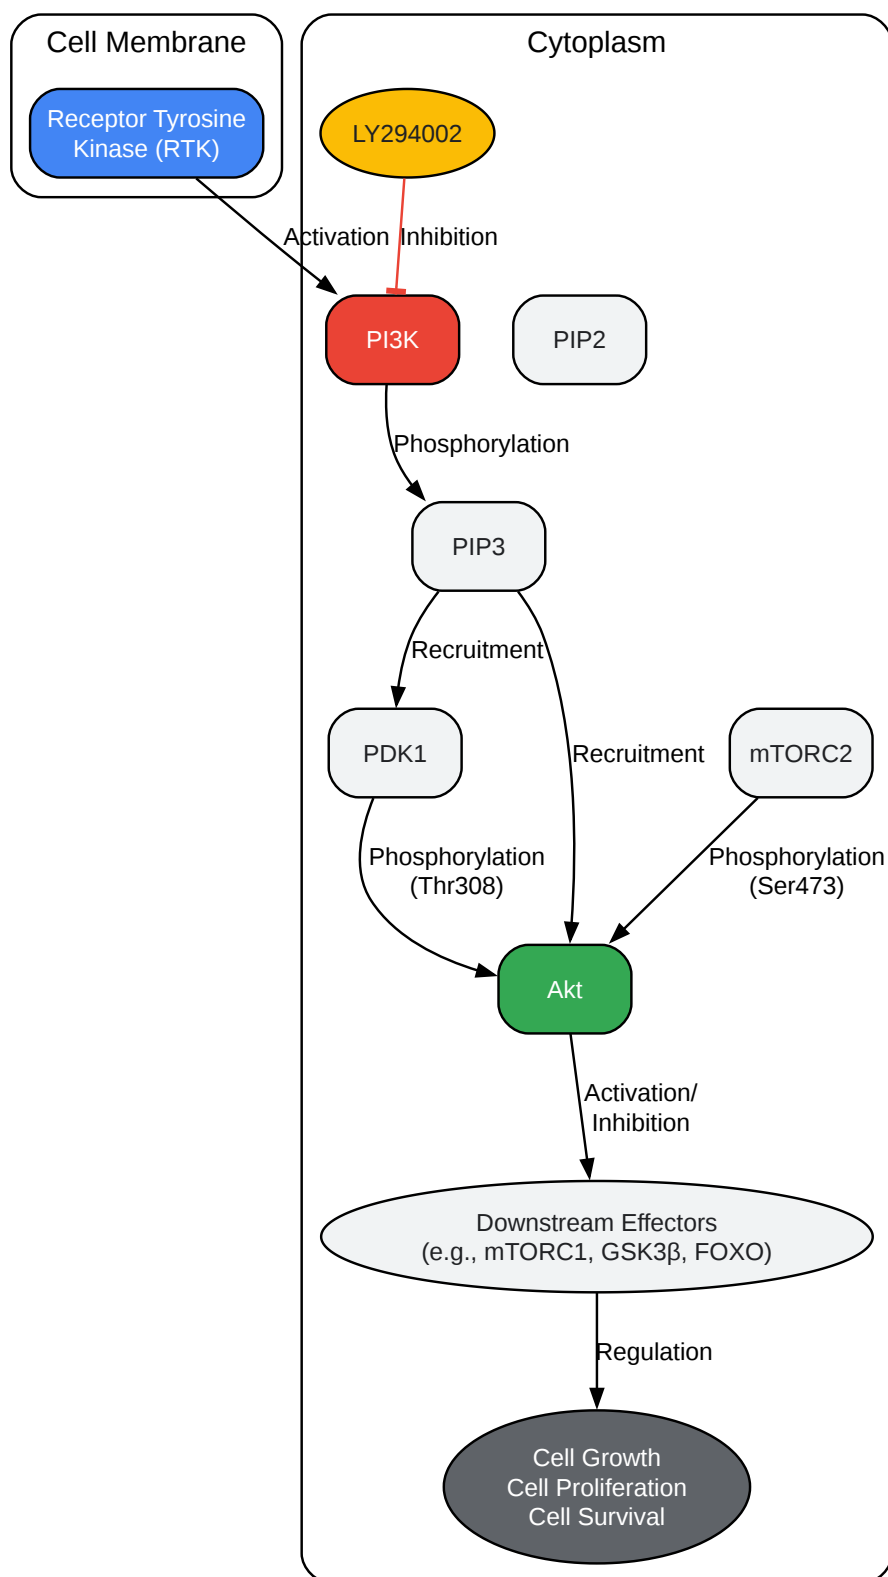 Cell Membrane
Cytoplasm
Receptor Tyrosine
Kinase (RTK)
LY294002
Activation
Inhibition
PI3K
PIP2
Phosphorylation
PIP3
Recruitment
PDK1
Recruitment
mTORC2
Phosphorylation
(Thr308)
Phosphorylation
(Ser473)
Akt
Activation/
Inhibition
Downstream Effectors
(e.g., mTORC1, GSK3β, FOXO)
Regulation
Cell Growth
Cell Proliferation
Cell Survival